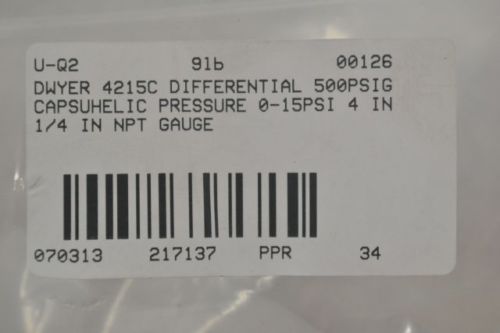 U-Q2 9lb 00126
DWYER 4215C DIFFERENTIAL 500PSIG
CAPSUHELIC PRESSURE 0-15PSI 4 IN
1/4 IN NPT GAUGE
070313 217137 PPR 34